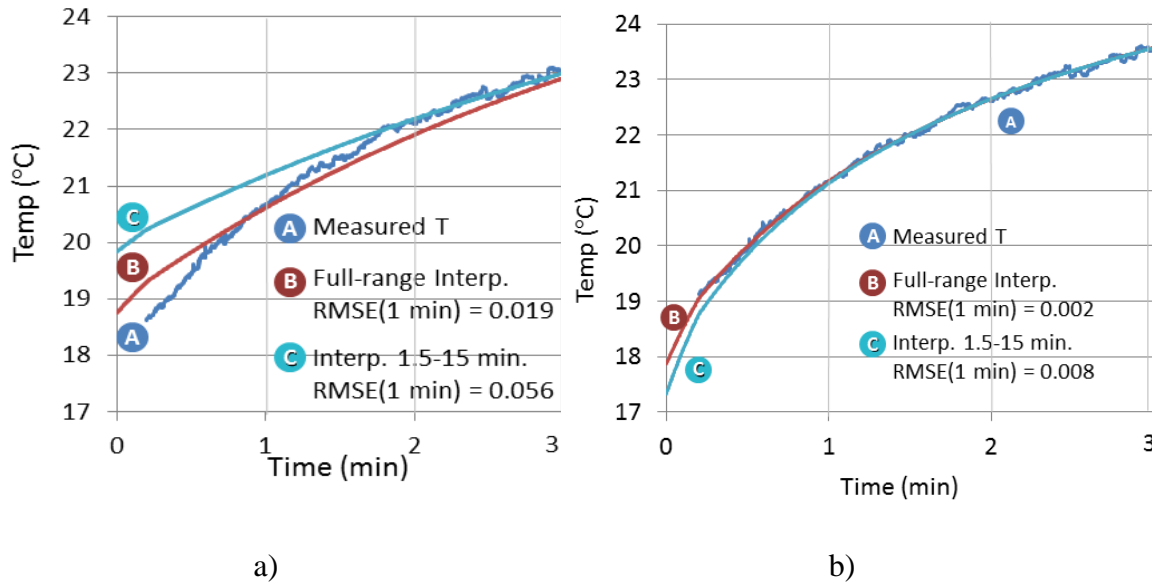 24
23
22
21
20
19
18
17
Temp (°C)
0
1
2
3
Time (min)
C
B
A
A Measured T
B Full-range Interp.
RMSE(1 min) = 0.019
C Interp. 1.5-15 min.
RMSE(1 min) = 0.056
a)
24
23
22
21
20
19
18
17
Temp (°C)
0
1
2
3
Time (min)
A
B
C
A Measured T
B Full-range Interp.
RMSE(1 min) = 0.002
C Interp. 1.5-15 min.
RMSE(1 min) = 0.008
b)